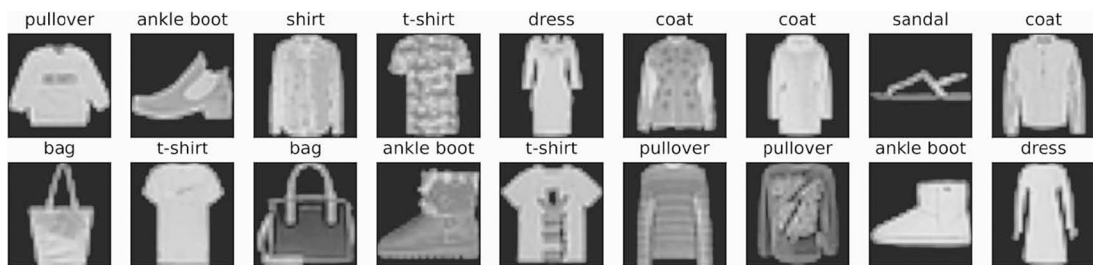 pullover ankle boot shirt t-shirt dress coat coat sandal coat
bag t-shirt bag ankle boot t-shirt pullover pullover ankle boot dress